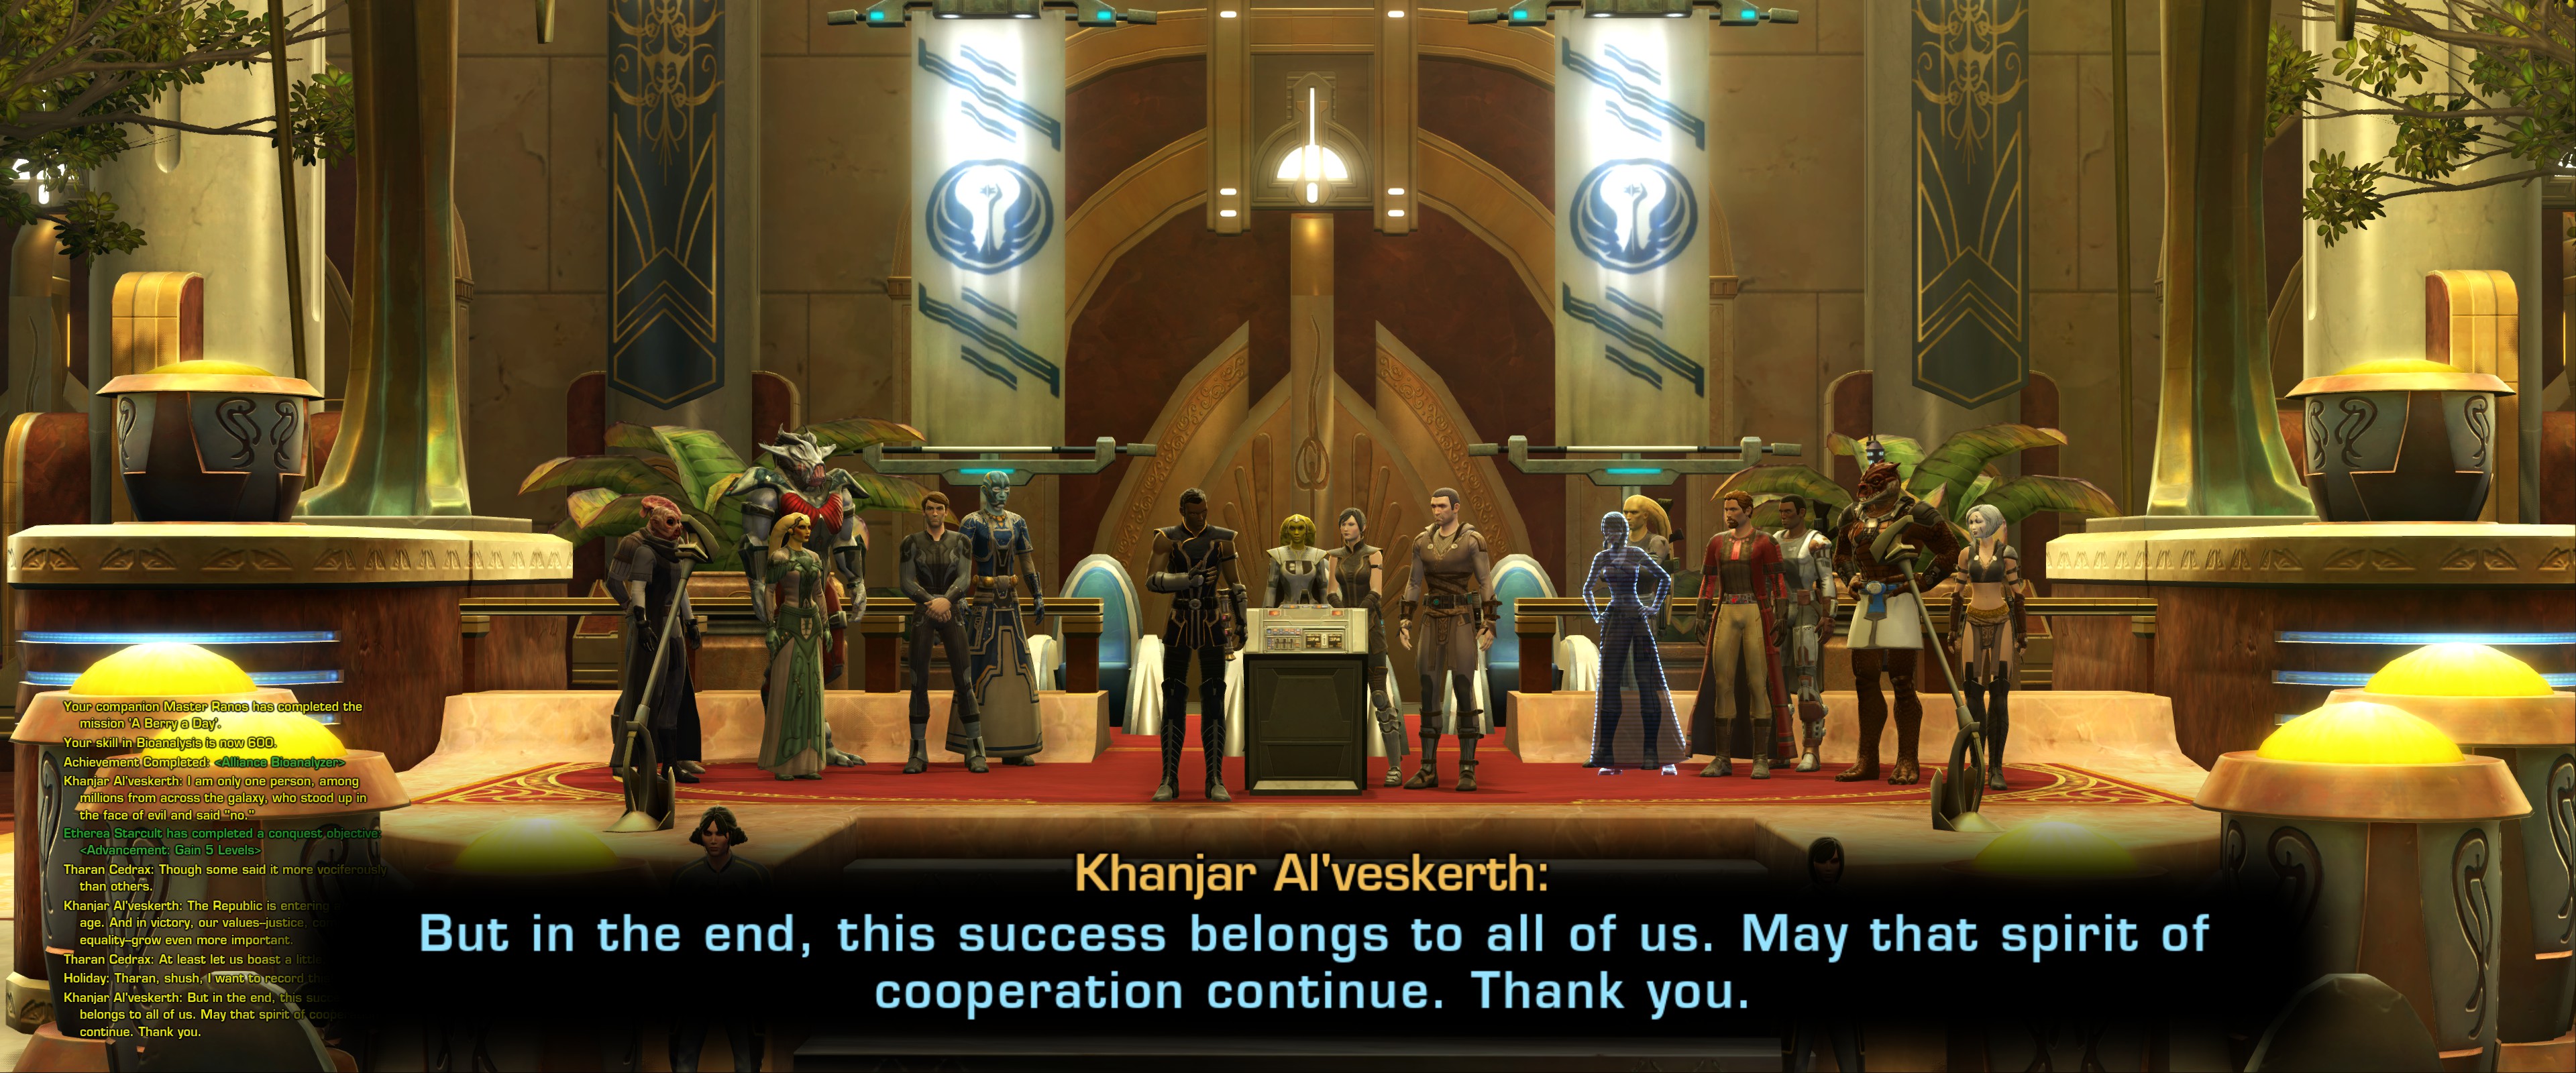 Your companion Master Ranos has completed the
mission 'A Berry a Day'.
Your skill in Bioanalysis is now 600.
Achievement Completed: <Alliance Bioanalyzer>
Khanjar Al'veskerth: I am only one person, among
millions from across the galaxy, who stood up in
the face of evil and said "no."
Etherea Starcult has completed a conquest objective:
<Advancement: Gain 5 Levels>
Tharan Cedrax: Though some said it more vociferously
than others.
Khanjar Al'veskerth: The Republic is entering
age. And in victory, our values–justice,
equality–grow even more important.
Tharan Cedrax: At least let us boast a little
Holiday: Tharan, shush, I want to record
Khanjar Al'veskerth: But in the end, this
belongs to all of us. May that spirit of
continue. Thank you.
Khanjar Al'veskerth:
But in the end, this success belongs to all of us. May that spirit of
cooperation continue. Thank you.